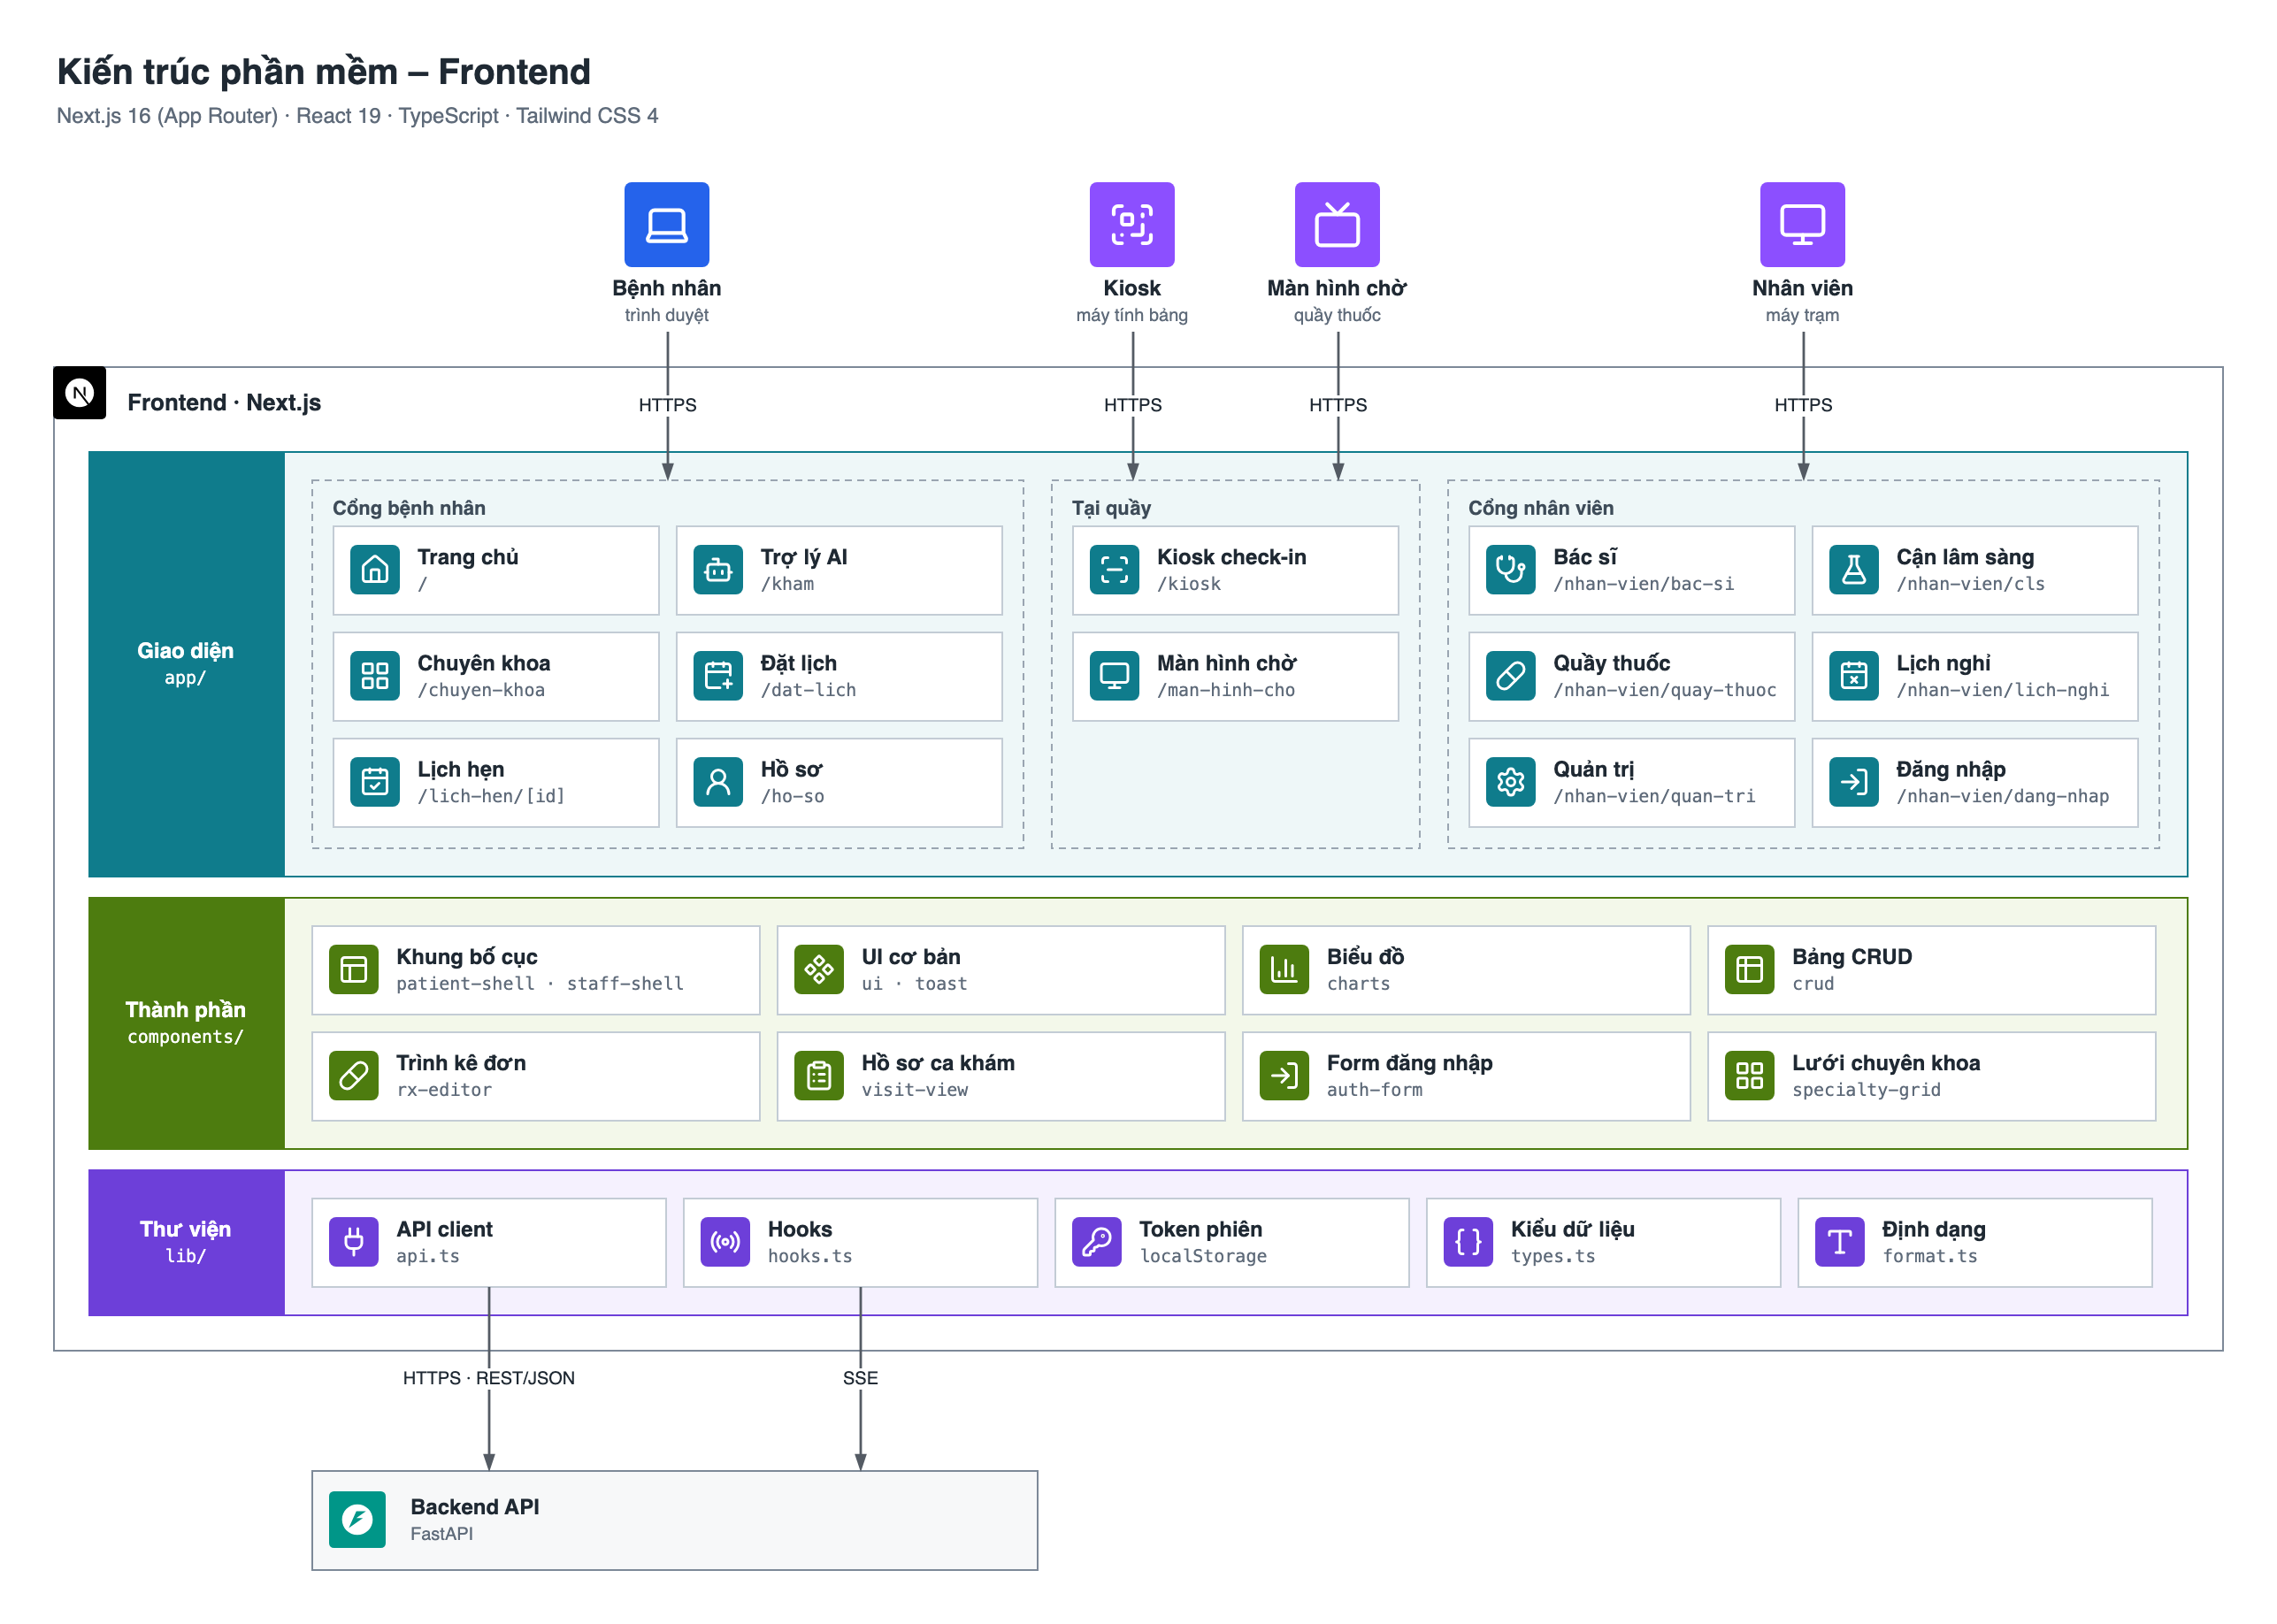 Kiến trúc phần mềm – Frontend
Next.js 16 (App Router) · React 19 · TypeScript · Tailwind CSS 4
Bệnh nhân
trình duyệt
Kiosk
máy tính bảng
Màn hình chờ
quầy thuốc
Nhân viên
máy trạm
Frontend · Next.js
HTTPS
HTTPS
HTTPS
HTTPS
Giao diện
app/
Cổng bệnh nhân
Trang chủ
/
Trợ lý AI
/kham
Chuyên khoa
/chuyen-khoa
Đặt lịch
/dat-lich
Lịch hẹn
/lich-hen/[id]
Hồ sơ
/ho-so
Tại quầy
Kiosk check-in
/kiosk
Màn hình chờ
/man-hinh-cho
Cổng nhân viên
Bác sĩ
/nhan-vien/bac-si
Cận lâm sàng
/nhan-vien/cls
Quầy thuốc
/nhan-vien/quay-thuoc
Lịch nghỉ
/nhan-vien/lich-nghi
Quản trị
/nhan-vien/quan-tri
Đăng nhập
/nhan-vien/dang-nhap
Thành phần
components/
Khung bố cục
patient-shell · staff-shell
UI cơ bản
ui · toast
Biểu đồ
charts
Bảng CRUD
crud
Trình kê đơn
rx-editor
Hồ sơ ca khám
visit-view
Form đăng nhập
auth-form
Lưới chuyên khoa
specialty-grid
Thư viện
lib/
API client
api.ts
Hooks
hooks.ts
Token phiên
localStorage
Kiểu dữ liệu
types.ts
Định dạng
format.ts
HTTPS · REST/JSON
SSE
Backend API
FastAPI